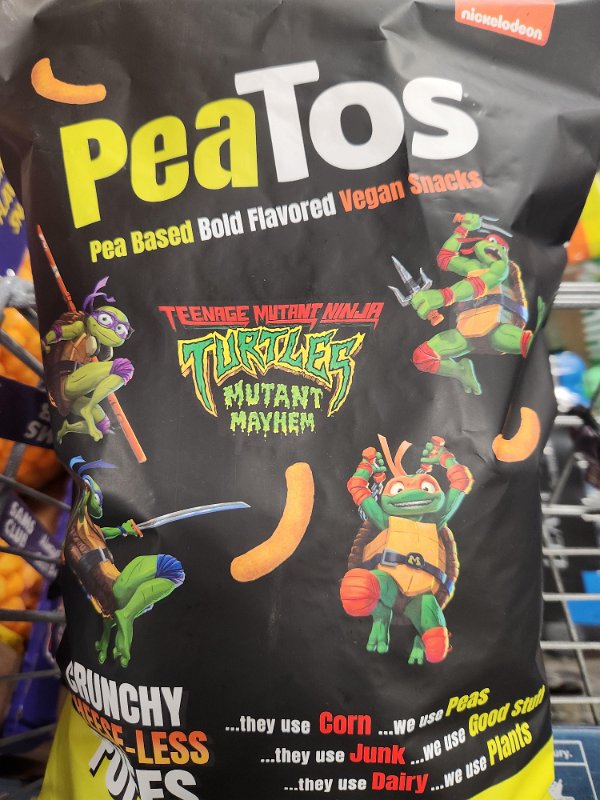 nickelodeon
PeaTos
Pea Based Bold Flavored Vegan Snacks
TEENAGE MUTANT NINJA
TURTLES
MUTANT
MAYHEM
M
CRUNCHY
CHEESE-LESS
...they use Corn ...we use Peas
...they use Junk ...we use Good Stuff
...they use Dairy ...we use Plants